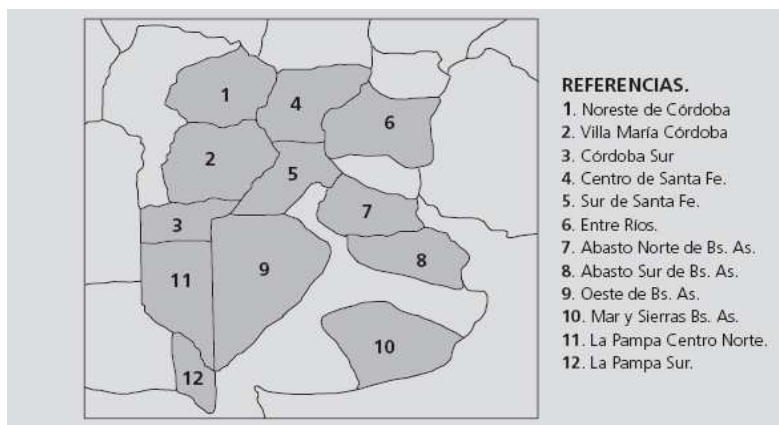 1
4
6
2
5
7
3
8
9
11
10
12
REFERENCIAS.
1. Noreste de Córdoba
2. Villa María Córdoba
3. Córdoba Sur
4. Centro de Santa Fe.
5. Sur de Santa Fe.
6. Entre Ríos.
7. Abasto Norte de Bs. As.
8. Abasto Sur de Bs. As.
9. Oeste de Bs. As.
10. Mar y Sierras Bs. As.
11. La Pampa Centro Norte.
12. La Pampa Sur.